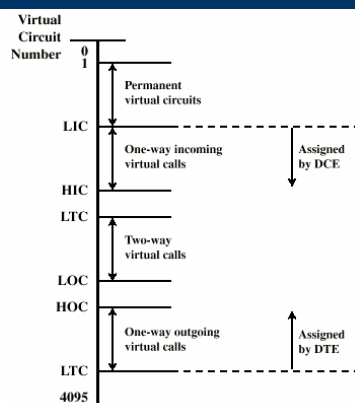 Virtual
Circuit
Number
0
1
Permanent
virtual circuits
LIC
One-way incoming
virtual calls
Assigned
by DCE
HIC
LTC
Two-way
virtual calls
LOC
HOC
One-way outgoing
virtual calls
Assigned
by DTE
LTC
4095